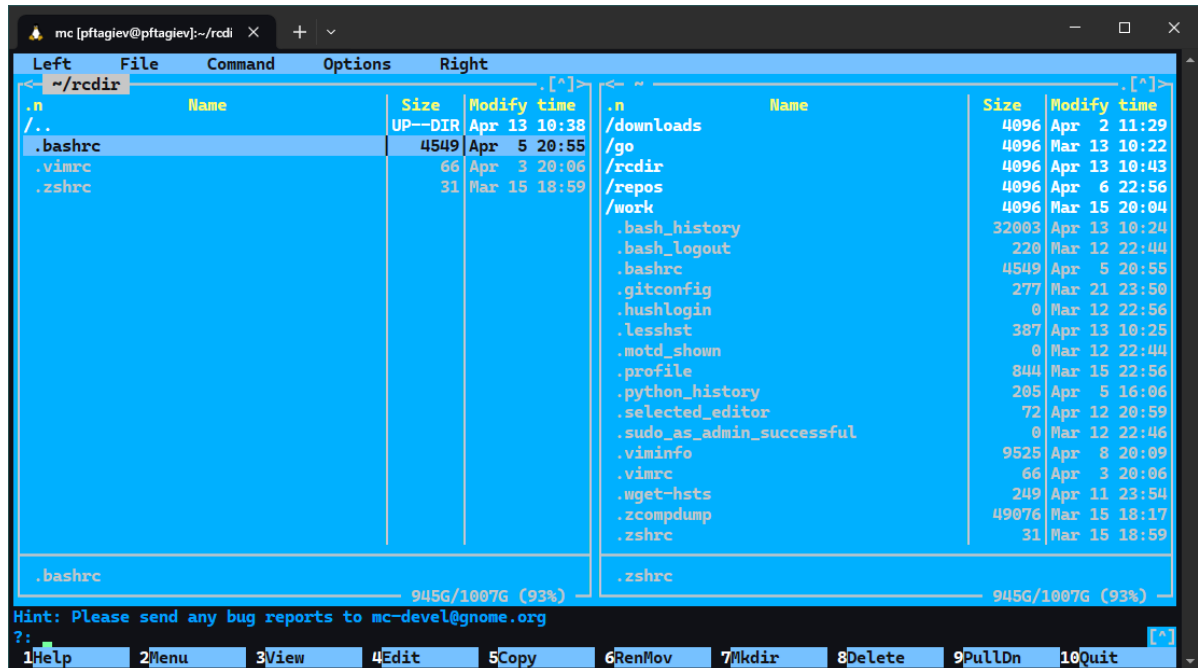 mc [pftagiev@pftagiev]:~/rcdi
Left File Command Options Right
<- ~/rcdir .[^]>
.n Name Size Modify time
/.. UP--DIR Apr 13 10:38
.bashrc 4549 Apr 5 20:55
.vimrc 66 Apr 3 20:06
.zshrc 31 Mar 15 18:59
.bashrc
945G/1007G (93%)
<- ~ .[^]>
.n Name Size Modify time
/downloads 4096 Apr 2 11:29
/go 4096 Mar 13 10:22
/rcdir 4096 Apr 13 10:43
/repos 4096 Apr 6 22:56
/work 4096 Mar 15 20:04
.bash_history 32003 Apr 13 10:24
.bash_logout 220 Mar 12 22:44
.bashrc 4549 Apr 5 20:55
.gitconfig 277 Mar 21 23:50
.hushlogin 0 Mar 12 22:56
.lesshst 387 Apr 13 10:25
.motd_shown 0 Mar 12 22:44
.profile 844 Mar 15 22:56
.python_history 205 Apr 5 16:06
.selected_editor 72 Apr 12 20:59
.sudo_as_admin_successful 0 Mar 12 22:46
.viminfo 9525 Apr 8 20:09
.vimrc 66 Apr 3 20:06
.wget-hsts 249 Apr 11 23:54
.zcompdump 49076 Mar 15 18:17
.zshrc 31 Mar 15 18:59
.zshrc
945G/1007G (93%)
Hint: Please send any bug reports to mc-devel@gnome.org
?: [^]
1Help 2Menu 3View 4Edit 5Copy 6RenMov 7Mkdir 8Delete 9PullDn 10Quit